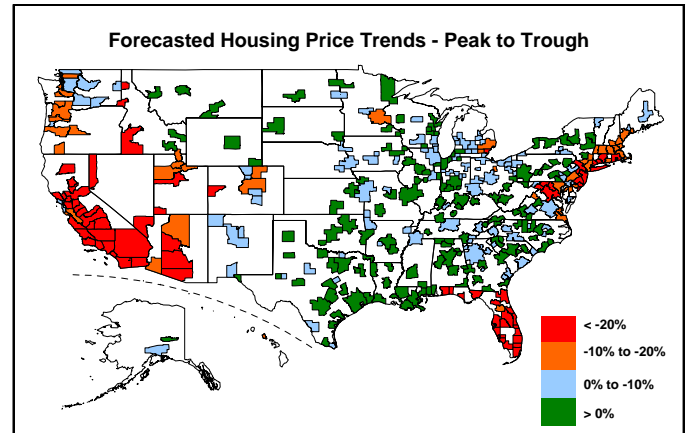 Forecasted Housing Price Trends - Peak to Trough
< -20%
-10% to -20%
0% to -10%
> 0%